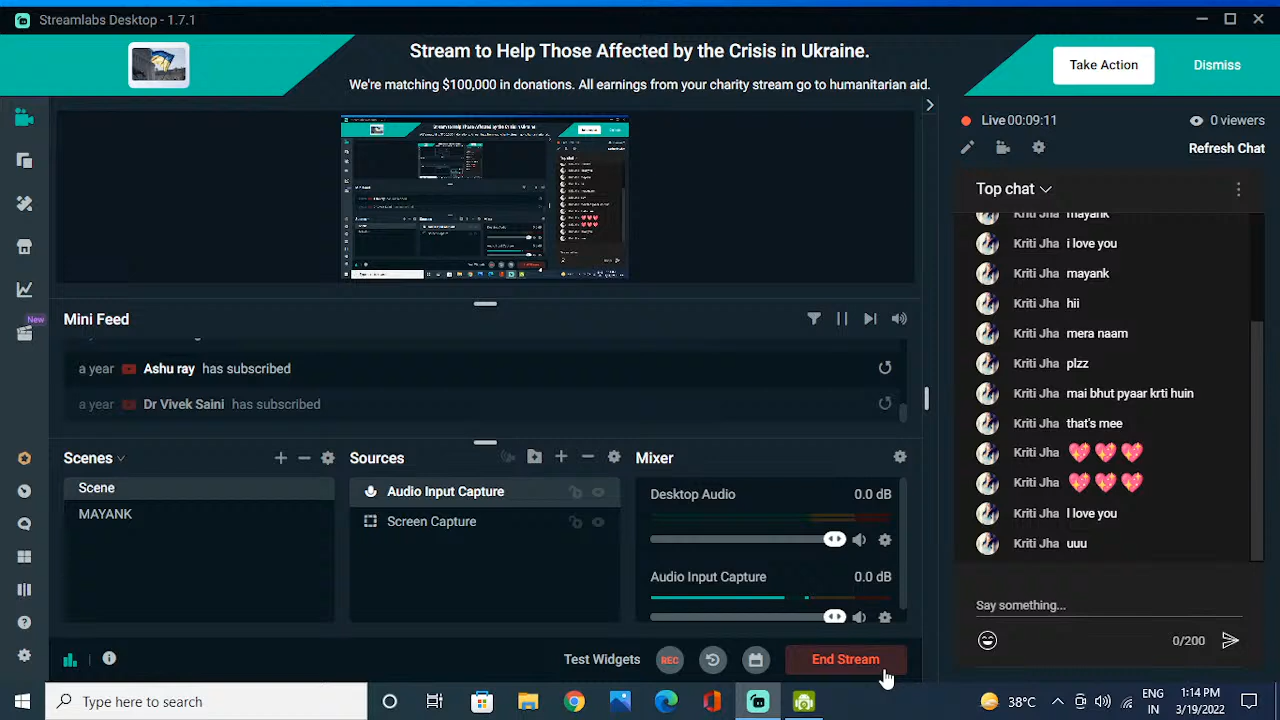 Streamlabs Desktop - 1.7.1
Stream to Help Those Affected by the Crisis in Ukraine.
We're matching $100,000 in donations. All earnings from your charity stream go to humanitarian aid.
Take Action
Dismiss
Live 00:09:11
0 viewers
Refresh Chat
Top chat
mayank
Kriti Jha i love you
Kriti Jha mayank
Kriti Jha hii
Kriti Jha mera naam
Kriti Jha plzz
Kriti Jha mai bhut pyaar krti huin
Kriti Jha that's mee
Kriti Jha 💖💖💖
Kriti Jha 💖💖💖
Kriti Jha I love you
Kriti Jha uuu
Say something...
0/200
New
Mini Feed
a year Ashu ray has subscribed
a year Dr Vivek Saini has subscribed
Scenes
Scene
MAYANK
Sources
Audio Input Capture
Screen Capture
Mixer
Desktop Audio 0.0 dB
Audio Input Capture 0.0 dB
Test Widgets
REC
End Stream
Type here to search
38°C
ENG
IN
1:14 PM
3/19/2022